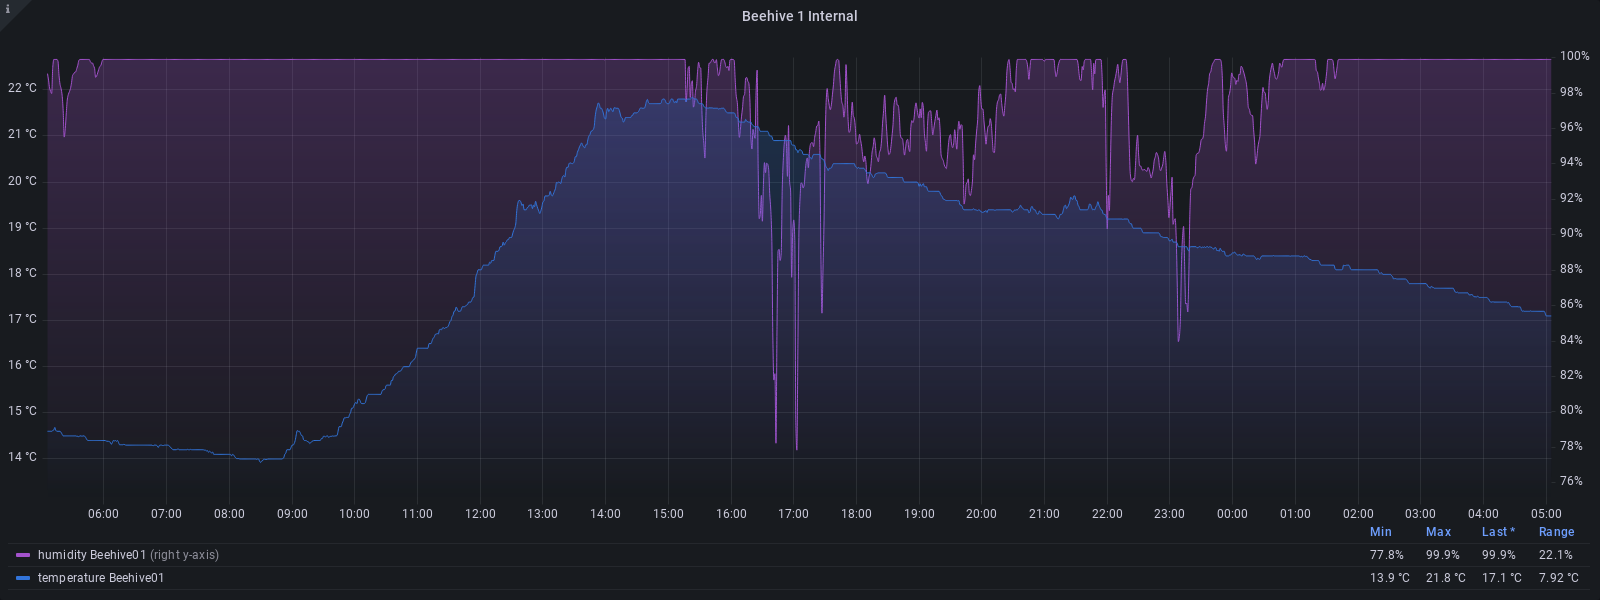 i
Beehive 1 Internal
22 °C
21 °C
20 °C
19 °C
18 °C
17 °C
16 °C
15 °C
14 °C
100%
98%
96%
94%
92%
90%
88%
86%
84%
82%
80%
78%
76%
06:00 07:00 08:00 09:00 10:00 11:00 12:00 13:00 14:00 15:00 16:00 17:00 18:00 19:00 20:00 21:00 22:00 23:00 00:00 01:00 02:00 03:00 04:00 05:00
Min Max Last * Range
humidity Beehive01 (right y-axis) 77.8% 99.9% 99.9% 22.1%
temperature Beehive01 13.9 °C 21.8 °C 17.1 °C 7.92 °C